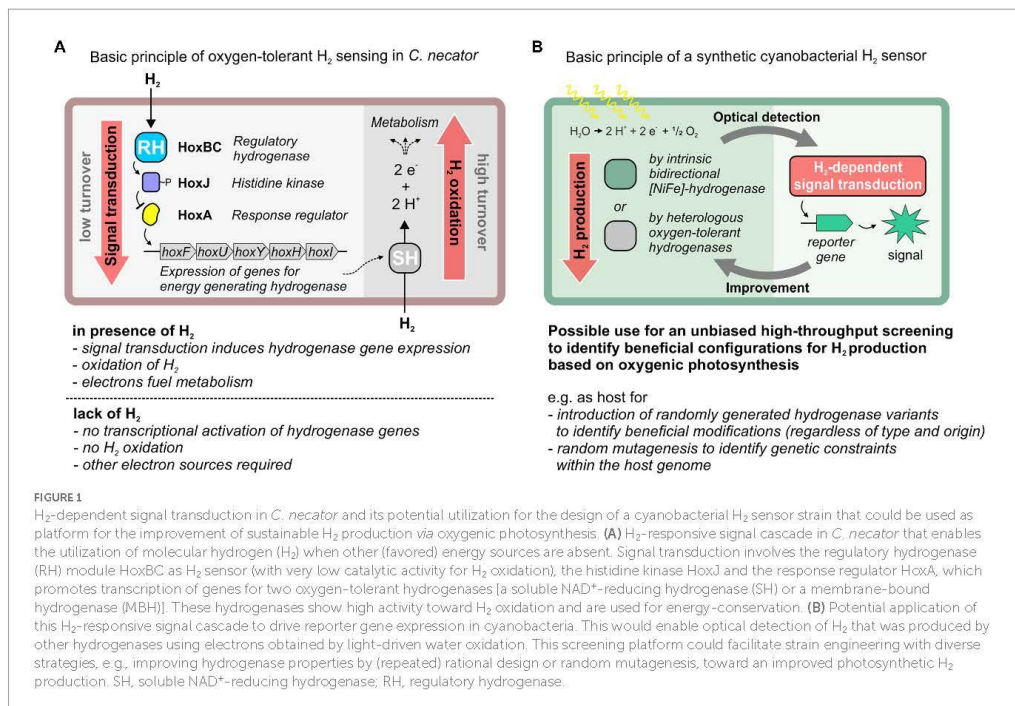 A
Basic principle of oxygen-tolerant H₂ sensing in C. necator
H₂
low turnover
Signal transduction
RH
HoxBC
Regulatory
hydrogenase
P
HoxJ
Histidine kinase
HoxA
Response regulator
hoxF
hoxU
hoxY
hoxH
hoxI
Expression of genes for
energy generating hydrogenase
Metabolism
2 e⁻
+
2 H⁺
SH
H₂
H₂ oxidation
high turnover
in presence of H₂
- signal transduction induces hydrogenase gene expression
- oxidation of H₂
- electrons fuel metabolism
lack of H₂
- no transcriptional activation of hydrogenase genes
- no H₂ oxidation
- other electron sources required
B
Basic principle of a synthetic cyanobacterial H₂ sensor
H₂O → 2 H⁺ + 2 e⁻ + ½ O₂
H₂ production
by intrinsic
bidirectional
[NiFe]-hydrogenase
or
by heterologous
oxygen-tolerant
hydrogenases
Optical detection
H₂-dependent
signal transduction
reporter
gene
signal
Improvement
Possible use for an unbiased high-throughput screening
to identify beneficial configurations for H₂ production
based on oxygenic photosynthesis
e.g. as host for
- introduction of randomly generated hydrogenase variants
to identify beneficial modifications (regardless of type and origin)
- random mutagenesis to identify genetic constraints
within the host genome
FIGURE 1
H₂-dependent signal transduction in C. necator and its potential utilization for the design of a cyanobacterial H₂ sensor strain that could be used as
platform for the improvement of sustainable H₂ production via oxygenic photosynthesis. (A) H₂-responsive signal cascade in C. necator that enables
the utilization of molecular hydrogen (H₂) when other (favored) energy sources are absent. Signal transduction involves the regulatory hydrogenase
(RH) module HoxBC as H₂ sensor (with very low catalytic activity for H₂ oxidation), the histidine kinase HoxJ and the response regulator HoxA, which
promotes transcription of genes for two oxygen-tolerant hydrogenases [a soluble NAD⁺-reducing hydrogenase (SH) or a membrane-bound
hydrogenase (MBH)]. These hydrogenases show high activity toward H₂ oxidation and are used for energy-conservation. (B) Potential application of
this H₂-responsive signal cascade to drive reporter gene expression in cyanobacteria. This would enable optical detection of H₂ that was produced by
other hydrogenases using electrons obtained by light-driven water oxidation. This screening platform could facilitate strain engineering with diverse
strategies, e.g., improving hydrogenase properties by (repeated) rational design or random mutagenesis, toward an improved photosynthetic H₂
production. SH, soluble NAD⁺-reducing hydrogenase; RH, regulatory hydrogenase.